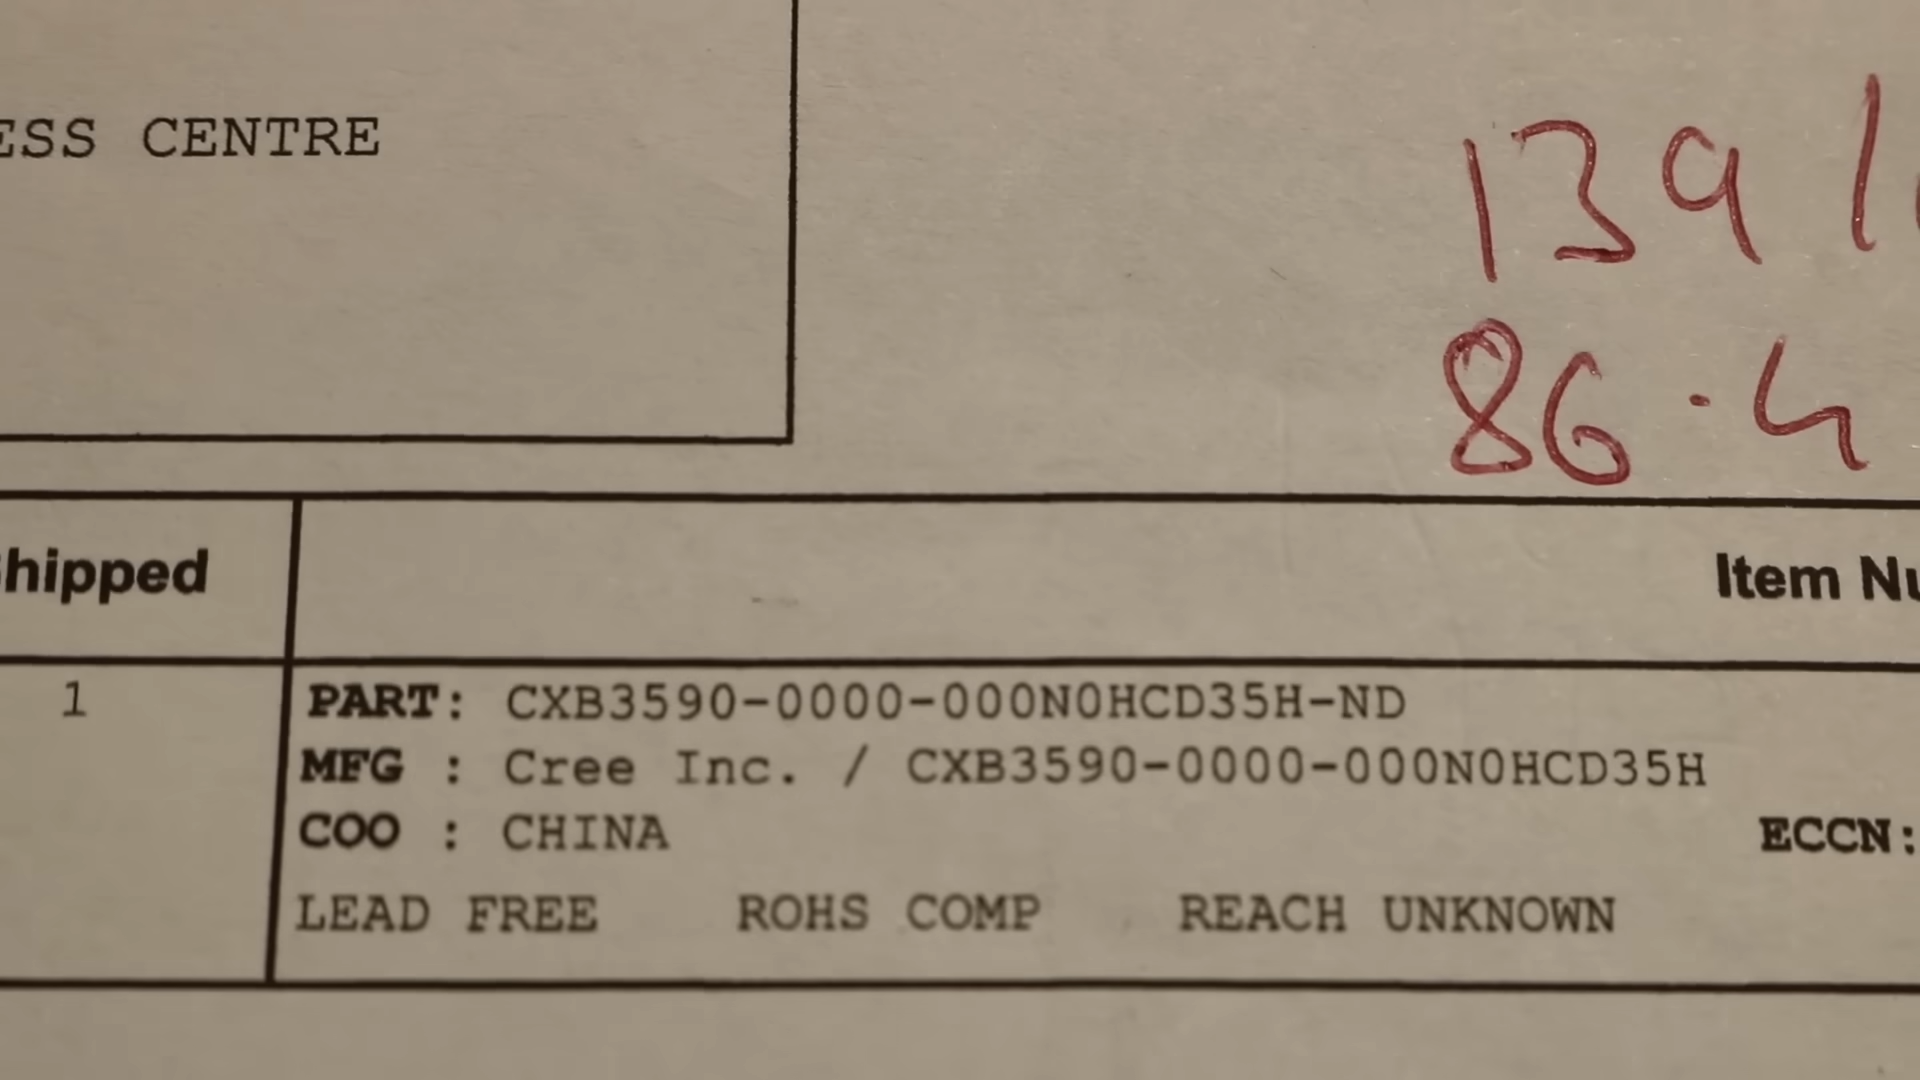 ESS CENTRE
139/
86.4
Shipped
Item Nu
1
PART: CXB3590-0000-000N0HCD35H-ND
MFG : Cree Inc. / CXB3590-0000-000N0HCD35H
COO : CHINA
ECCN:
LEAD FREE ROHS COMP REACH UNKNOWN